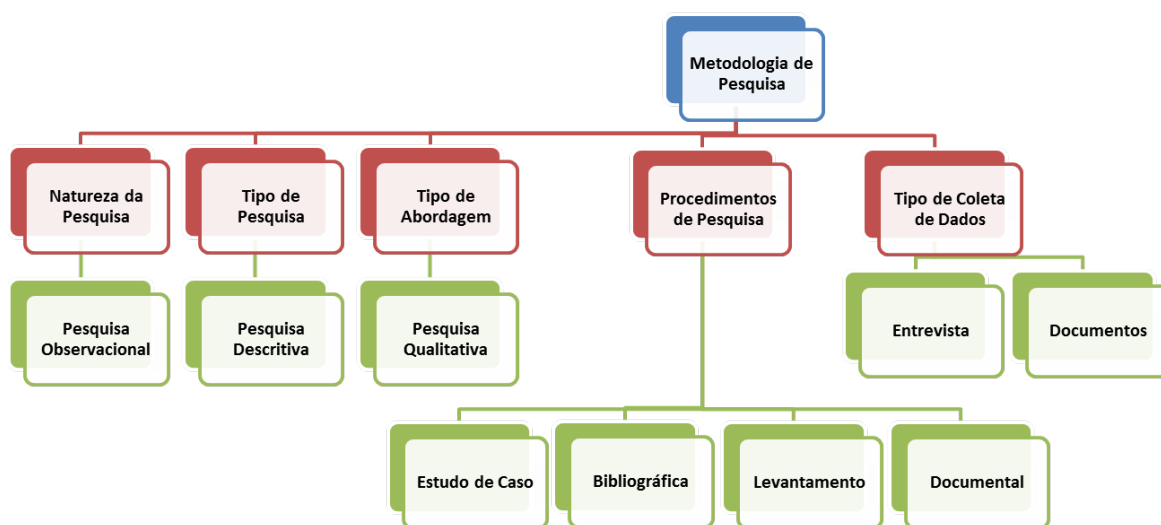 Metodologia de
Pesquisa
Natureza da
Pesquisa
Tipo de
Pesquisa
Tipo de
Abordagem
Procedimentos
de Pesquisa
Tipo de Coleta
de Dados
Pesquisa
Observacional
Pesquisa
Descritiva
Pesquisa
Qualitativa
Entrevista
Documentos
Estudo de Caso
Bibliográfica
Levantamento
Documental